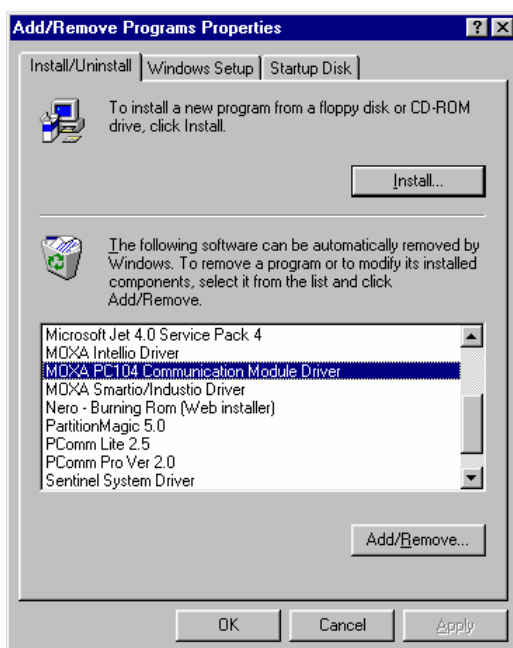 Add/Remove Programs Properties
Install/Uninstall
Windows Setup
Startup Disk
To install a new program from a floppy disk or CD-ROM
drive, click Install.
Install...
The following software can be automatically removed by
Windows. To remove a program or to modify its installed
components, select it from the list and click
Add/Remove.
Microsoft Jet 4.0 Service Pack 4
MOXA Intellio Driver
MOXA PC104 Communication Module Driver
MOXA Smartio/Industio Driver
Nero - Burning Rom (Web installer)
PartitionMagic 5.0
PComm Lite 2.5
PComm Pro Ver 2.0
Sentinel System Driver
Add/Remove...
OK
Cancel
Apply